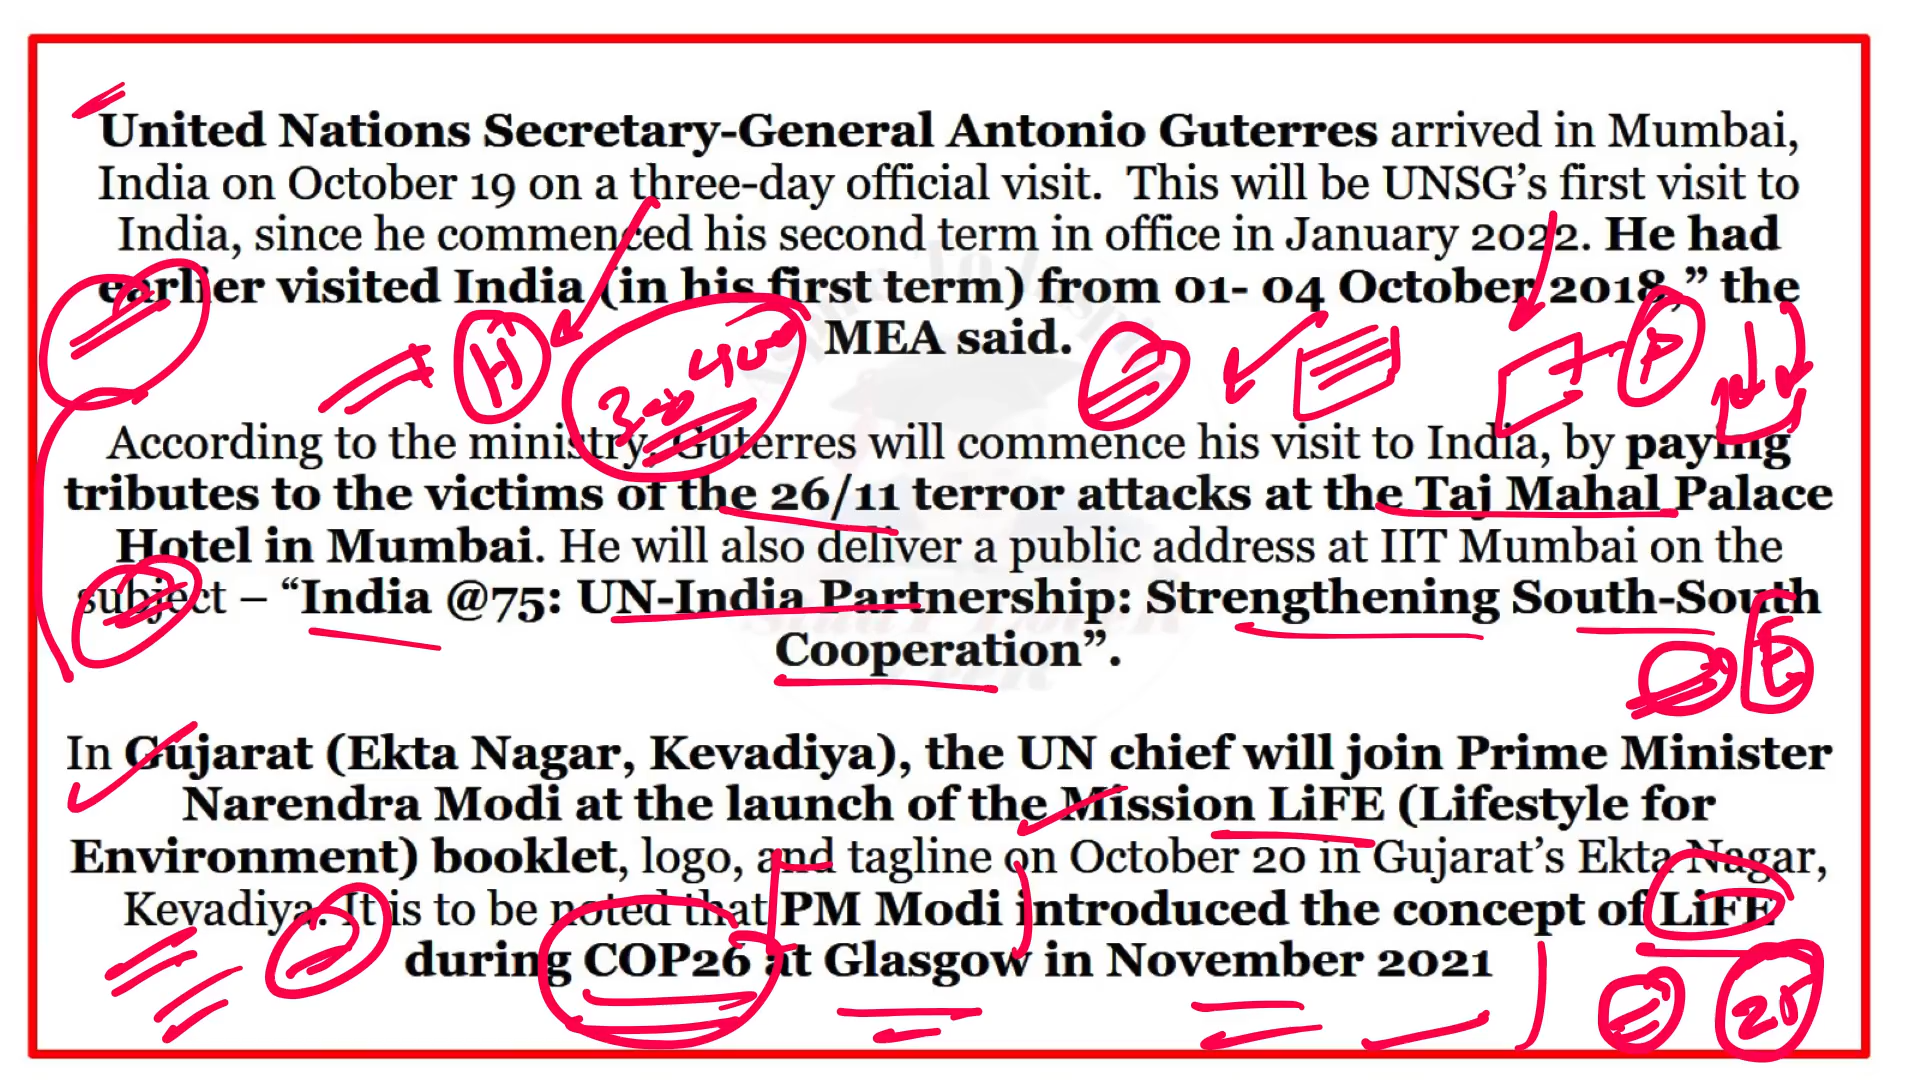 United Nations Secretary-General Antonio Guterres arrived in Mumbai,
India on October 19 on a three-day official visit. This will be UNSG’s first visit to
India, since he commenced his second term in office in January 2022. He had
earlier visited India (in his first term) from 01- 04 October 2018,” the
MEA said.
H
According to the ministry, Guterres will commence his visit to India, by paying
tributes to the victims of the 26/11 terror attacks at the Taj Mahal Palace
Hotel in Mumbai. He will also deliver a public address at IIT Mumbai on the
subject – “India @75: UN-India Partnership: Strengthening South-South
Cooperation”.
E
In Gujarat (Ekta Nagar, Kevadiya), the UN chief will join Prime Minister
Narendra Modi at the launch of the Mission LiFE (Lifestyle for
Environment) booklet, logo, and tagline on October 20 in Gujarat’s Ekta Nagar,
Kevadiya. It is to be noted that PM Modi introduced the concept of LiFE
during COP26 at Glasgow in November 2021